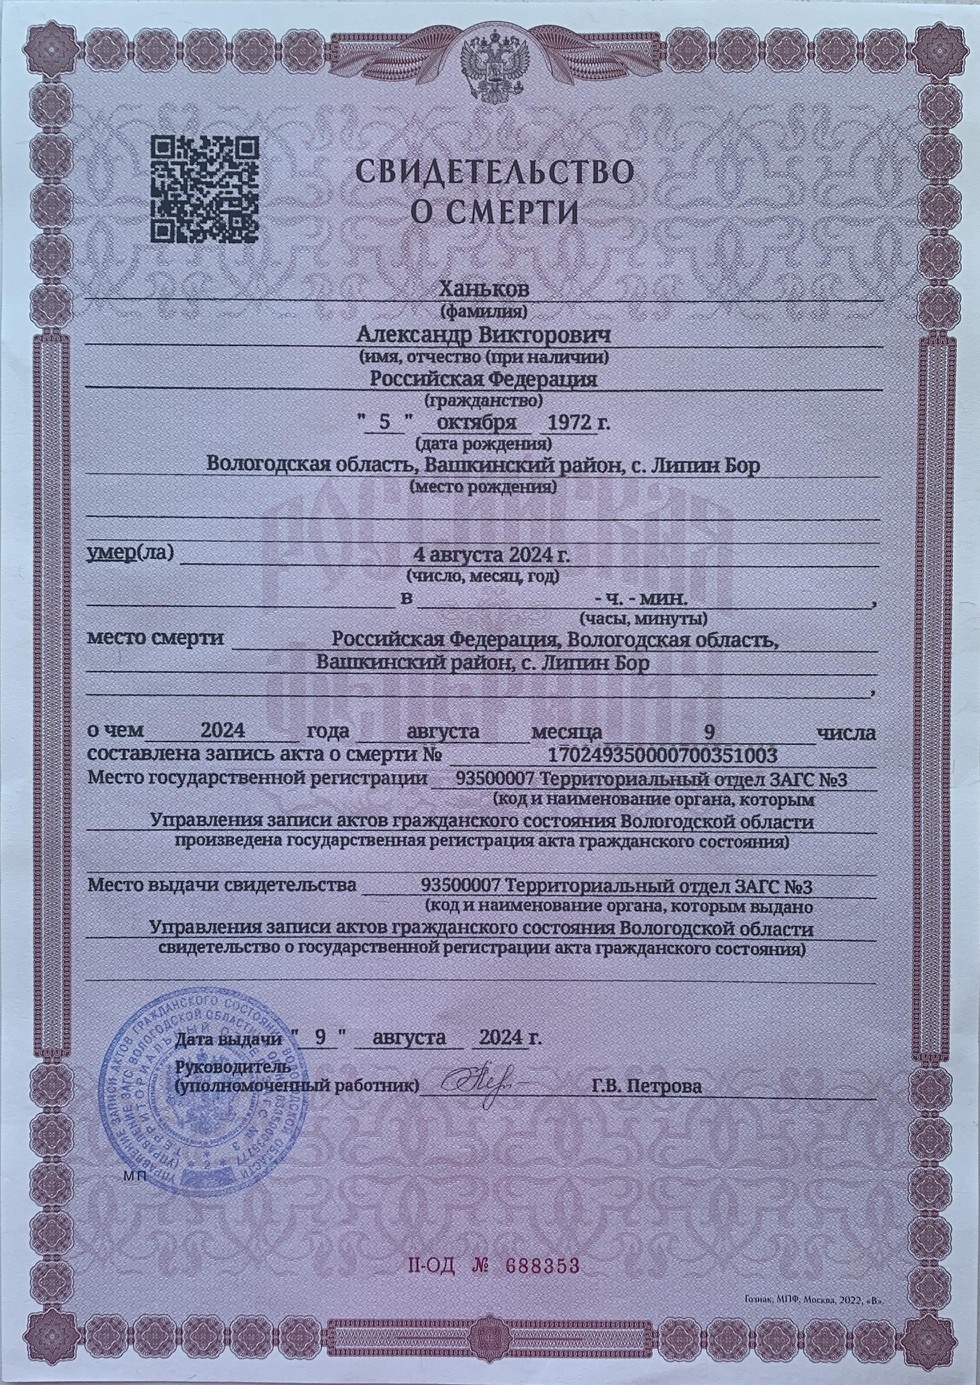 СВИДЕТЕЛЬСТВО
О СМЕРТИ
Ханьков
(фамилия)
Александр Викторович
(имя, отчество (при наличии)
Российская Федерация
(гражданство)
" 5 " октября 1972 г.
(дата рождения)
Вологодская область, Вашкинский район, с. Липин Бор
(место рождения)
умер(ла) 4 августа 2024 г.
(число, месяц, год)
в - ч. - мин. ,
(часы, минуты)
место смерти Российская Федерация, Вологодская область,
Вашкинский район, с. Липин Бор
,
о чем 2024 года августа месяца 9 числа
составлена запись акта о смерти № 170249350000700351003
Место государственной регистрации 93500007 Территориальный отдел ЗАГС №3
(код и наименование органа, которым
Управления записи актов гражданского состояния Вологодской области
произведена государственная регистрация акта гражданского состояния)
Место выдачи свидетельства 93500007 Территориальный отдел ЗАГС №3
(код и наименование органа, которым выдано
Управления записи актов гражданского состояния Вологодской области
свидетельство о государственной регистрации акта гражданского состояния)
Дата выдачи " 9 " августа 2024 г.
Руководитель
(уполномоченный работник) Г.В. Петрова
МП
II-ОД № 688353
Гознак, МПФ, Москва, 2022, «В».
РОССИЙСКАЯ
ФЕДЕРАЦИЯ